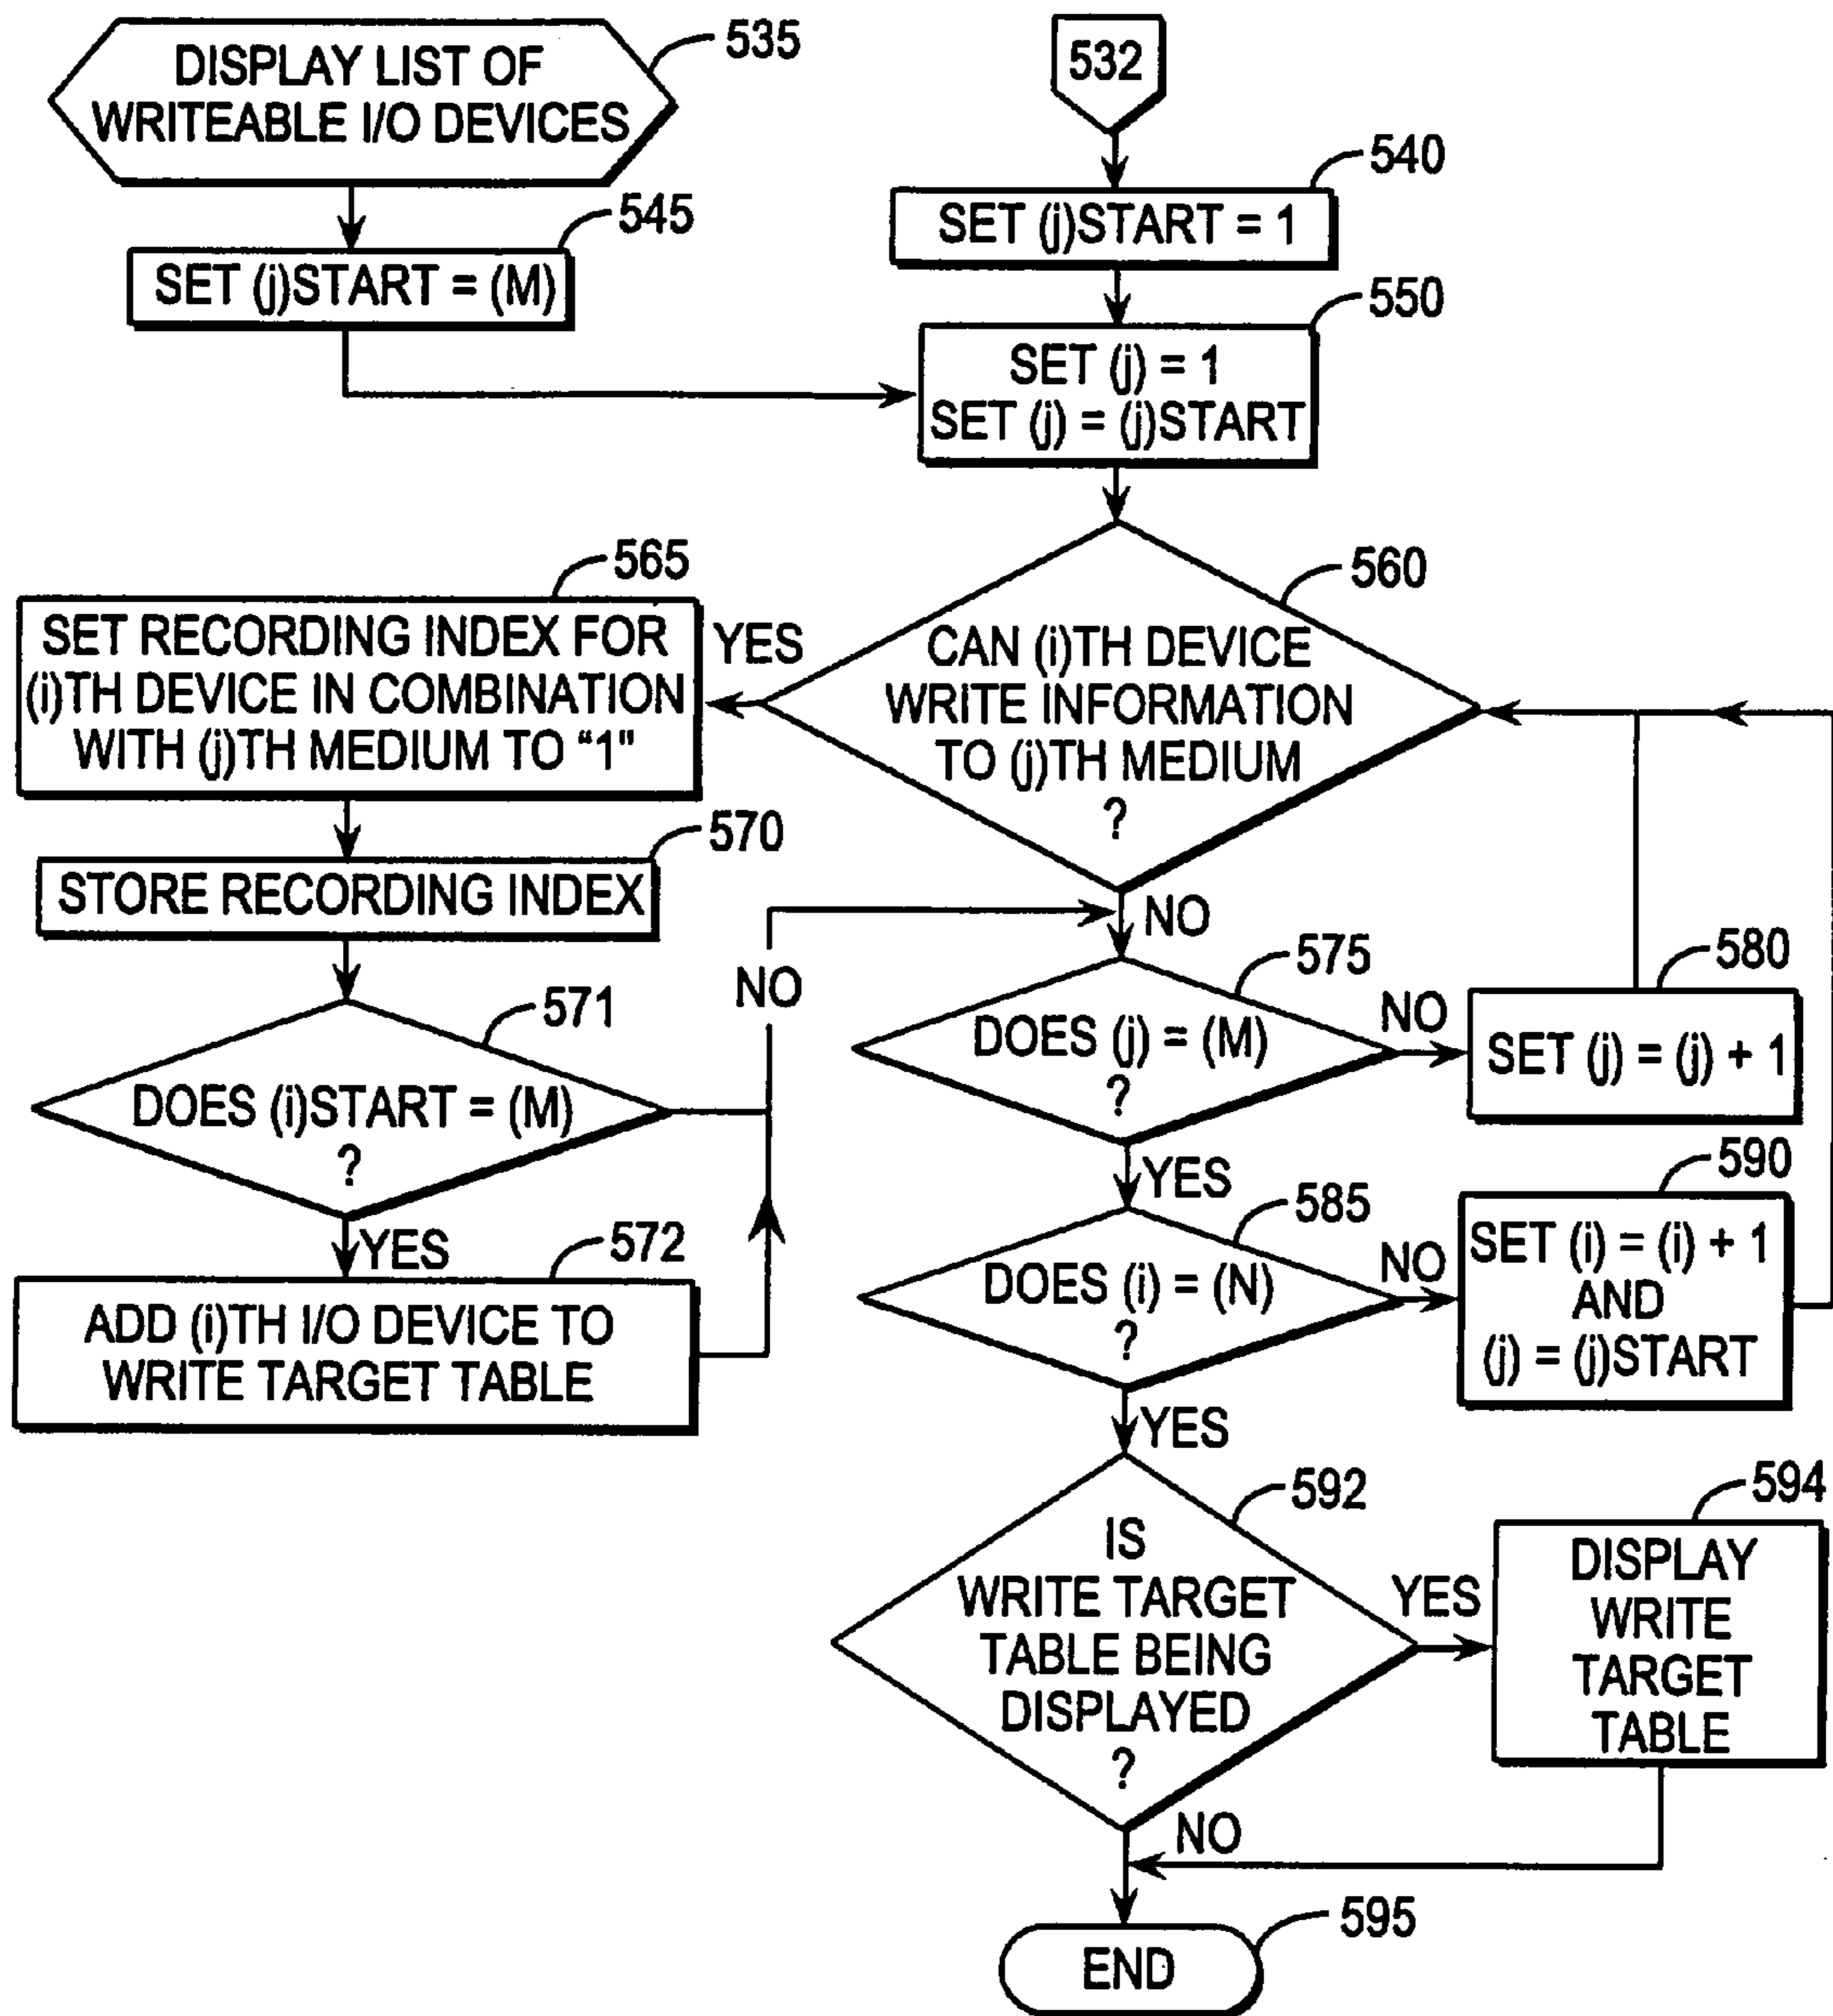 DISPLAY LIST OF
WRITEABLE I/O DEVICES
535
532
545
SET (j)START = (M)
540
SET (j)START = 1
550
SET (j) = 1
SET (j) = (j)START
565
SET RECORDING INDEX FOR
(i)TH DEVICE IN COMBINATION
WITH (j)TH MEDIUM TO “1"
YES
560
CAN (i)TH DEVICE
WRITE INFORMATION
TO (j)TH MEDIUM
?
570
STORE RECORDING INDEX
NO
NO
571
DOES (i)START = (M)
?
YES
572
ADD (i)TH I/O DEVICE TO
WRITE TARGET TABLE
575
DOES (j) = (M)
?
NO
580
SET (j) = (j) + 1
YES
585
DOES (i) = (N)
?
NO
590
SET (i) = (i) + 1
AND
(j) = (j)START
YES
592
IS
WRITE TARGET
TABLE BEING
DISPLAYED
?
YES
594
DISPLAY
WRITE
TARGET
TABLE
NO
595
END